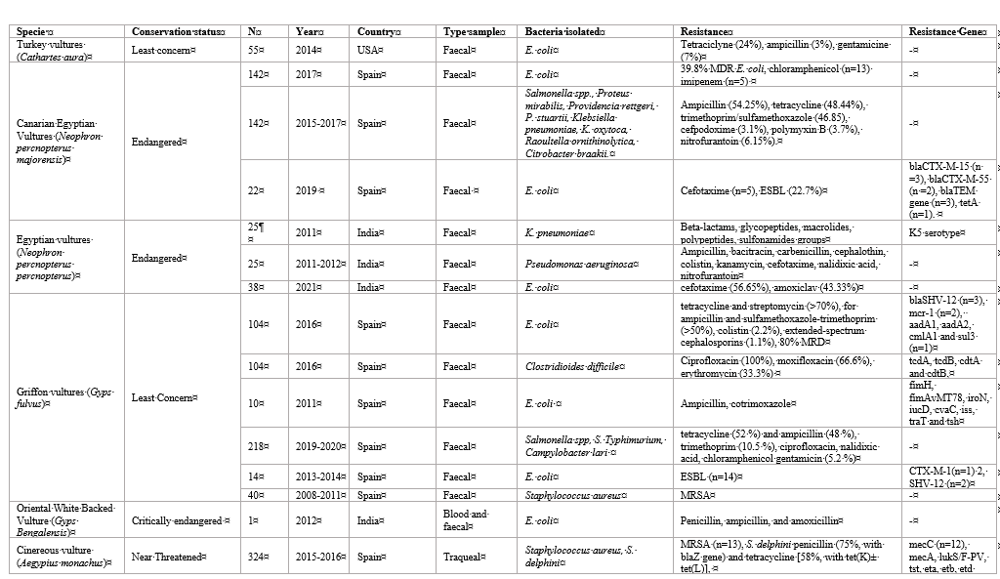 Specie¤ Conservation·status¤ N¤ Year¤ Country¤ Type·sample¤ Bacteria·isolated¤ Resistance¤ Resistance·Gene¤
Turkey·vultures·
(Cathartes·aura)¤
Least·concern¤
55¤
2014¤
USA¤
Faecal¤
E.·coli¤
Tetraciclyne·(24%),·ampicillin·(3%),·gentamicine·
(7%)¤
-¤
Canarian·Egyptian·
Vultures·(Neophron·
percnopterus·
majorensis)¤
Endangered¤
142¤
2017¤
Spain¤
Faecal¤
E.·coli¤
39.8%·MDR·E.·coli,·chloramphenicol·(n=13)·
imipenem·(n=5)·¤
-¤
142¤
2015-2017¤
Spain¤
Faecal¤
Salmonella·spp.,·Proteus·
mirabilis,·Providencia·rettgeri,·
P.·stuartii,·Klebsiella·
pneumoniae,·K.·oxytoca,·
Raoultella·ornithinolytica,·
Citrobacter·braakii.¤
Ampicillin·(54.25%),·tetracycline·(48.44%),·
trimethoprim/sulfamethoxazole·(46.85),·
cefpodoxime·(3.1%),·polymyxin·B·(3.7%),·
nitrofurantoin·(6.15%).¤
-¤
22¤
2019·¤
Spain¤
Faecal·¤
E.·coli¤
Cefotaxime·(n=5),·ESBL·(22.7%)¤
blaCTX-M-15·(n·
=3),·blaCTX-M-55·
(n·=2),·blaTEM·
gene·(n=3),·tetA·
(n=1).·¤
Egyptian·vultures·
(Neophron·
percnopterus·
percnopterus)¤
Endangered¤
25¶
¤
2011¤
India¤
Faecal¤
K.·pneumoniae¤
Beta-lactams,·glycopeptides,·macrolides,·
polypeptides,·sulfonamides·groups¤
K5·serotype¤
25¤
2011-2012¤
India¤
Faecal¤
Pseudomonas·aeruginosa¤
Ampicillin,·bacitracin,·carbenicillin,·cephalothin,·
colistin,·kanamycin,·cefotaxime,·nalidixic·acid,·
nitrofurantoin¤
-¤
38¤
2021¤
India¤
Faecal¤
E.·coli¤
cefotaxime·(56.65%),·amoxiclav·(43.33%)¤
-¤
Griffon·vultures·(Gyps·
fulvus)¤
Least·Concern¤
104¤
2016¤
Spain¤
Faecal¤
E.·coli¤
tetracycline·and·streptomycin·(>70%),·for·
ampicillin·and·sulfamethoxazole-trimethoprim·
(>50%),·colistin·(2.2%),·extended-spectrum·
cephalosporins·(1.1%),·80%·MRD¤
blaSHV-12·(n=3),·
mcr-1·(n=2),··
aadA1,·aadA2,·
cmlA1·and·sul3·
(n=1)¤
104¤
2016¤
Spain¤
Faecal¤
Clostridioides·difficile¤
Ciprofloxacin·(100%),·moxifloxacin·(66.6%),·
erythromycin·(33.3%)·¤
tcdA,·tcdB,·cdtA·
and·cdtB.¤
10¤
2011¤
Spain¤
Faecal¤
E.·coli·¤
Ampicillin,·cotrimoxazole¤
fimH,·
fimAvMT78,·iroN,·
iucD,·cvaC,·iss,·
traT·and·tsh¤
218¤
2019-2020¤
Spain¤
Faecal¤
Salmonella·spp,·S.·Typhimurium,·
Campylobacter·lari·¤
tetracycline·(52·%)·and·ampicillin·(48·%),·
trimethoprim·(10.5·%),·ciprofloxacin,·nalidixic·
acid,·chloramphenicol·gentamicin·(5.2·%)¤
-¤
14¤
2013-2014¤
Spain¤
Faecal¤
E.·coli¤
ESBL·(n=14)¤
CTX-M-1(n=1)·2,·
SHV-12·(n=2)¤
40¤
2008-2011¤
Spain¤
Faecal¤
Staphylococcus·aureus¤
MRSA¤
-¤
Oriental·White·Backed·
Vulture·(Gyps·
Bengalensis)¤
Critically·endangered·¤
1¤
2012¤
India¤
Blood·and·
faecal¤
E.·coli¤
Penicillin,·ampicillin,·and·amoxicillin¤
-¤
Cinereous·vulture·
(Aegypius·monachus)¤
Near·Threatened¤
324¤
2015-2016¤
Spain¤
Traqueal¤
Staphylococcus·aureus,·S.·
delphini¤
MRSA·(n=13),·S.·delphini·penicillin·(75%,·with·
blaZ·gene)·and·tetracycline·[58%,·with·tet(K)±·
tet(L)],·¤
mecC·(n=12),·
mecA,·lukS/F-PV,·
tst,·eta,·etb,·etd·